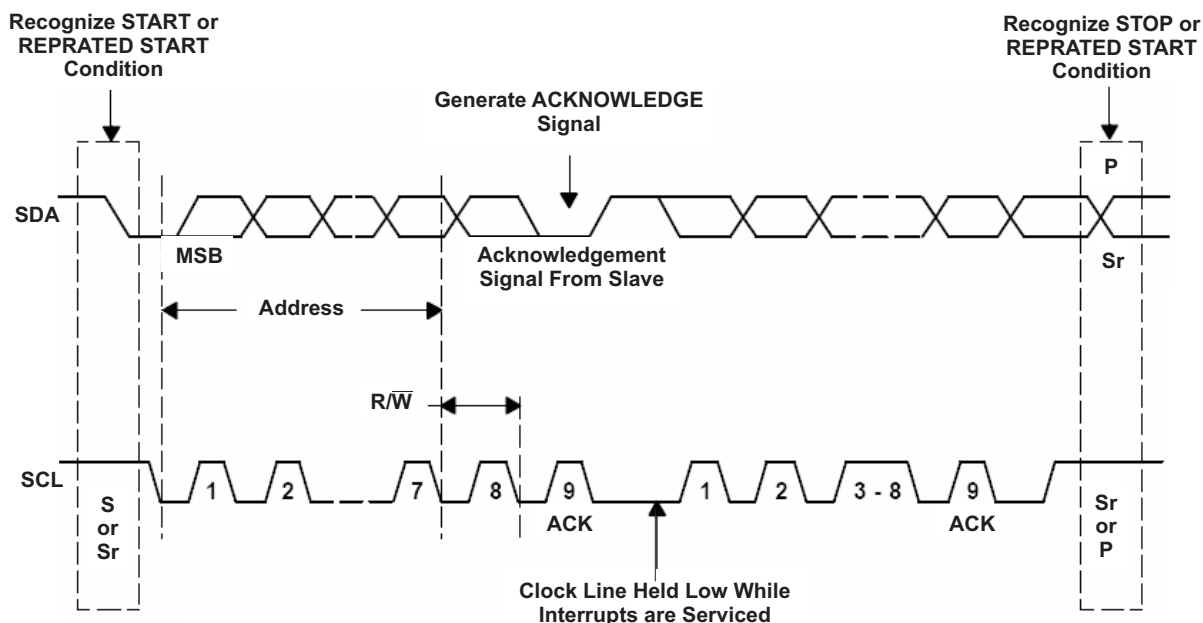 Recognize START or
REPRATED START
Condition
Recognize STOP or
REPRATED START
Condition
Generate ACKNOWLEDGE
Signal
P
SDA
MSB
Acknowledgement
Signal From Slave
Sr
Address
R/W̅
SCL
1
2
7
8
9
1
2
3 - 8
9
S
or
Sr
ACK
ACK
Sr
or
P
Clock Line Held Low While
Interrupts are Serviced